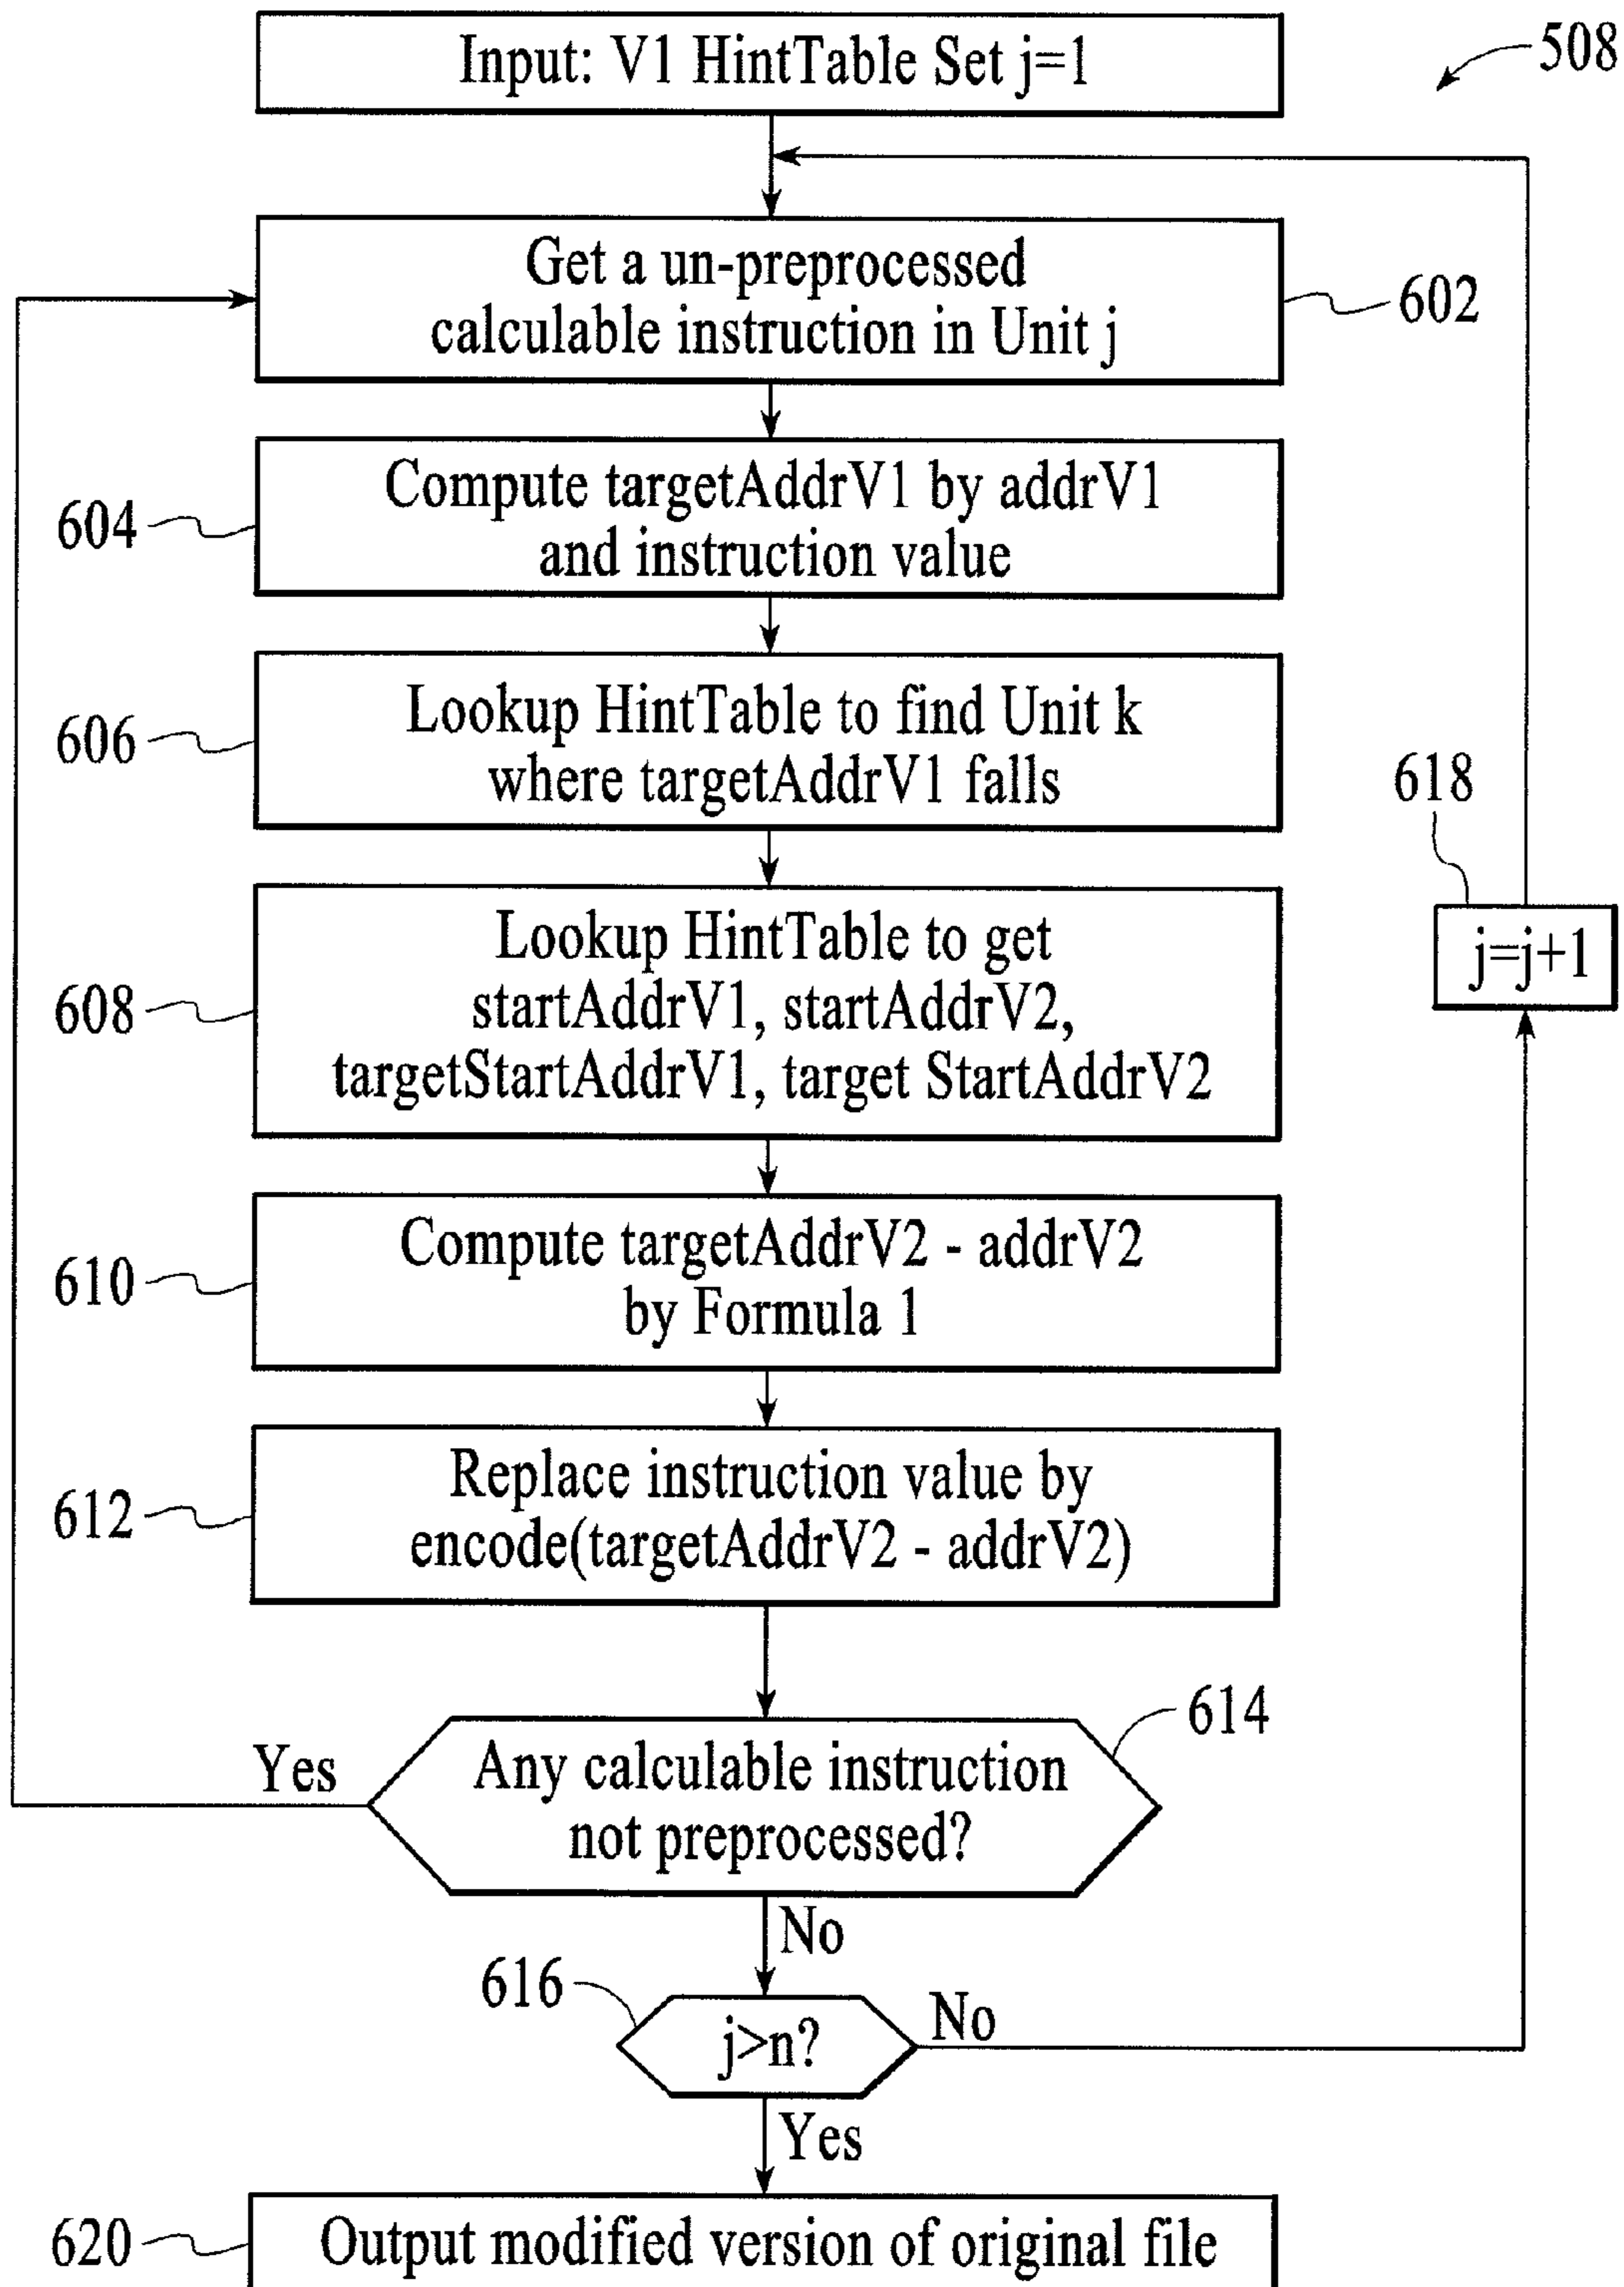 Input: V1 HintTable Set j=1
508
Get a un-preprocessed
calculable instruction in Unit j
602
Compute targetAddrV1 by addrV1
and instruction value
604
Lookup HintTable to find Unit k
where targetAddrV1 falls
606
618
j=j+1
Lookup HintTable to get
startAddrV1, startAddrV2,
targetStartAddrV1, target StartAddrV2
608
Compute targetAddrV2 - addrV2
by Formula 1
610
Replace instruction value by
encode(targetAddrV2 - addrV2)
612
614
Yes
Any calculable instruction
not preprocessed?
No
616
j>n?
No
Yes
620
Output modified version of original file